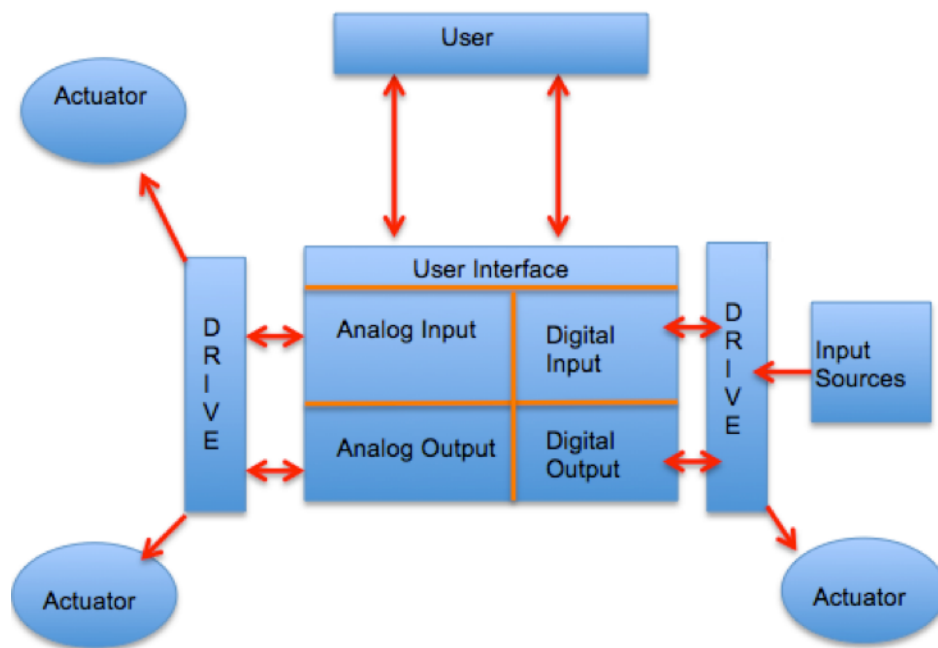 User
Actuator
User Interface
D
R
I
V
E
Analog Input
Digital
Input
Analog Output
Digital
Output
D
R
I
V
E
Input
Sources
Actuator
Actuator